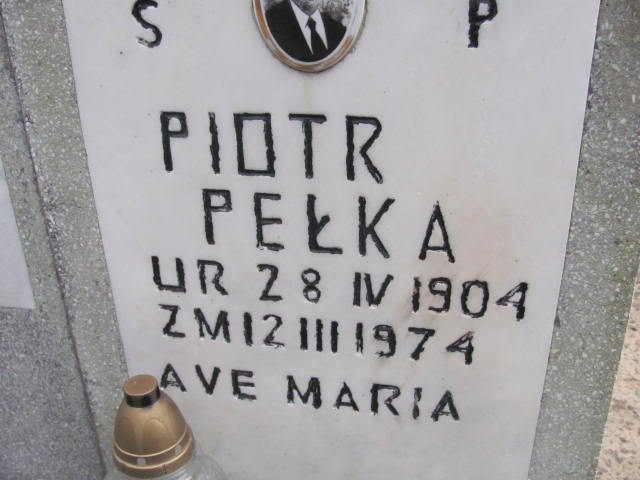 S P
PIOTR
PEŁKA
UR 28 IV 1904
ZM 12 III 1974
AVE MARIA